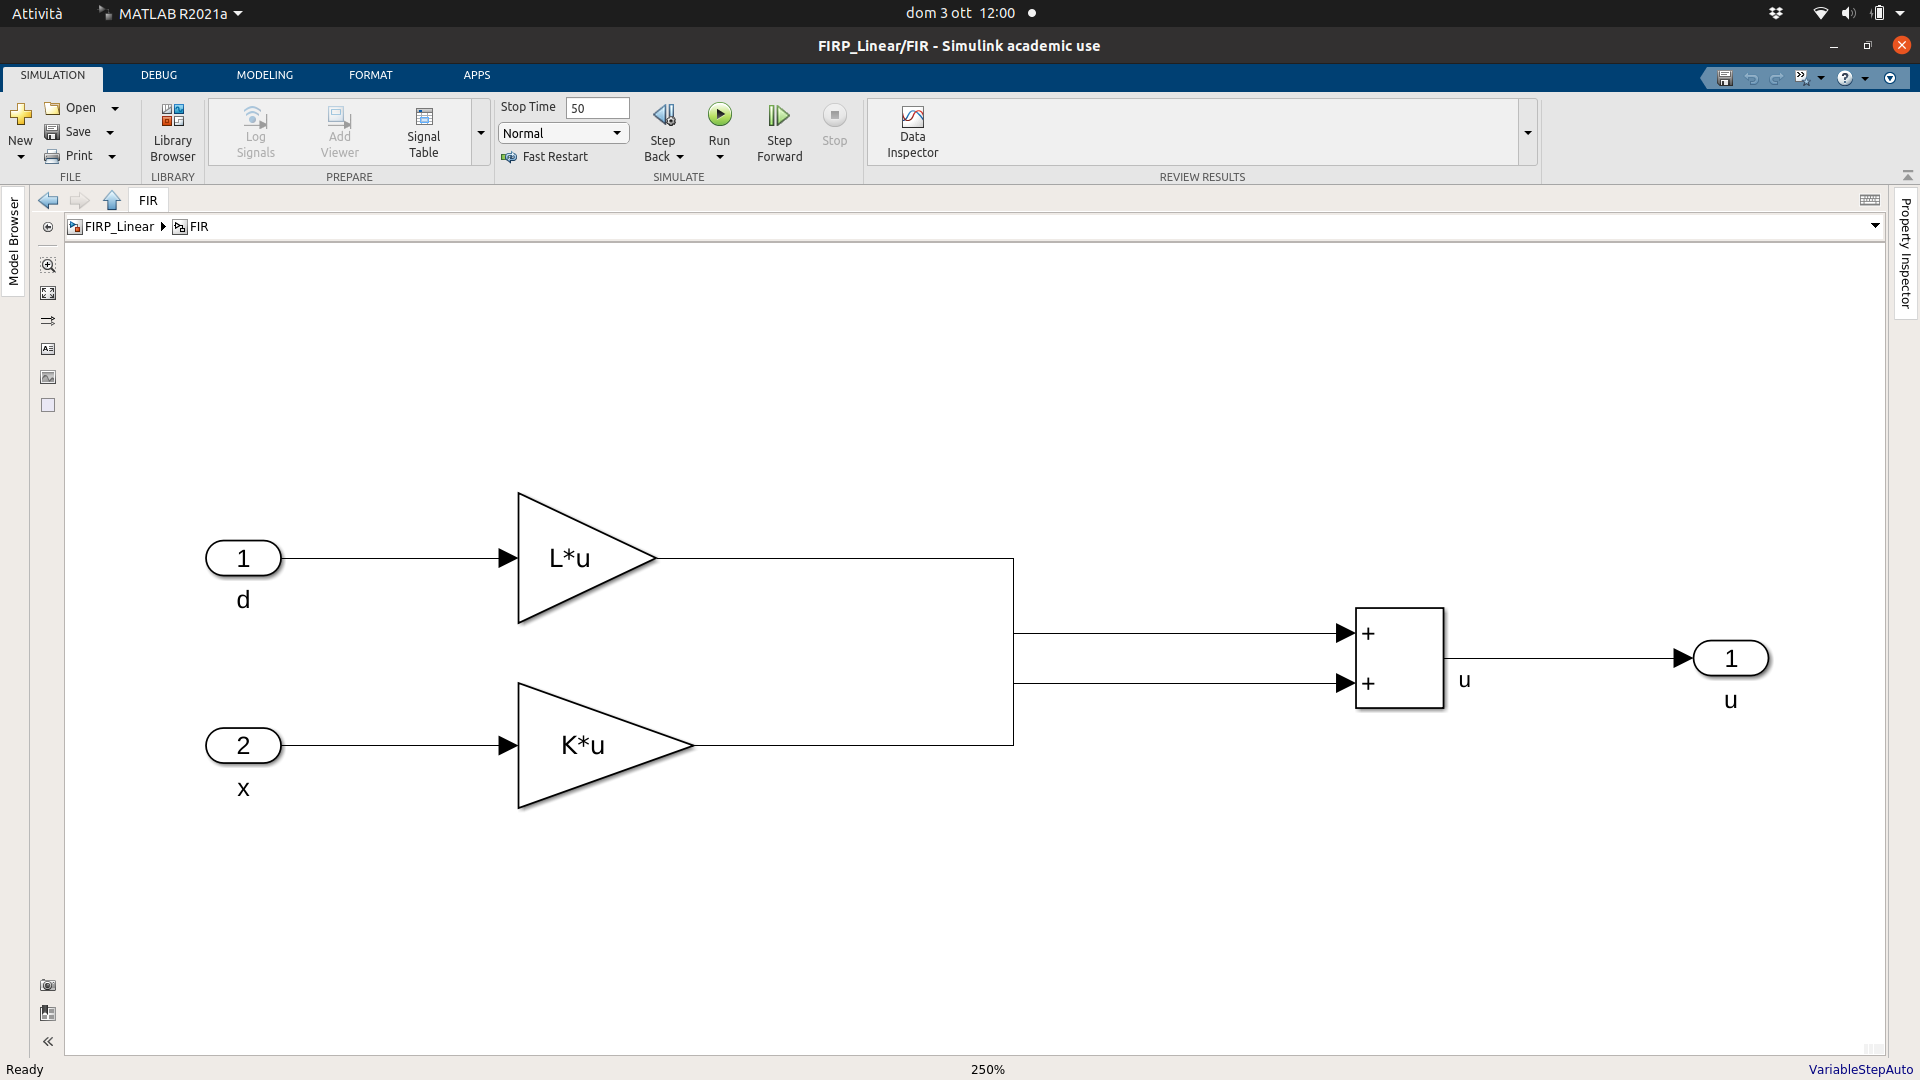 Attività
MATLAB R2021a
dom 3 ott 12:00
FIRP_Linear/FIR - Simulink academic use
SIMULATION
DEBUG
MODELING
FORMAT
APPS
New
Open
Save
Print
FILE
Library
Browser
LIBRARY
Log
Signals
Add
Viewer
Signal
Table
PREPARE
Stop Time
50
Normal
Fast Restart
Step
Back
Run
Step
Forward
Stop
SIMULATE
Data
Inspector
REVIEW RESULTS
Model Browser
FIR
FIRP_Linear
FIR
Property Inspector
1
d
L*u
2
x
K*u
+
+
u
1
u
Ready
250%
VariableStepAuto